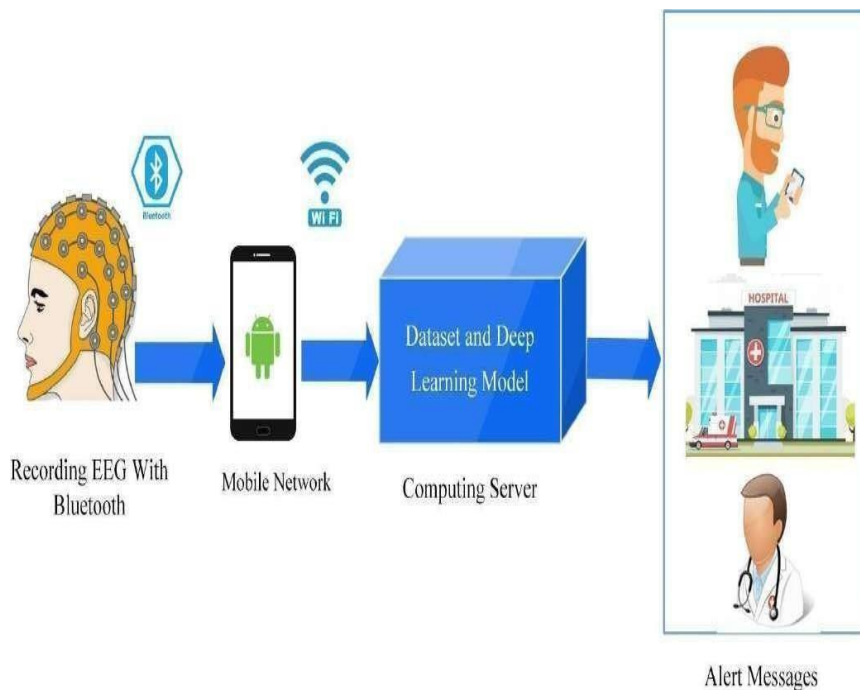 Bluetooth
Wi Fi
HOSPITAL
Dataset and Deep
Learning Model
Recording EEG With
Bluetooth
Mobile Network
Computing Server
Alert Messages